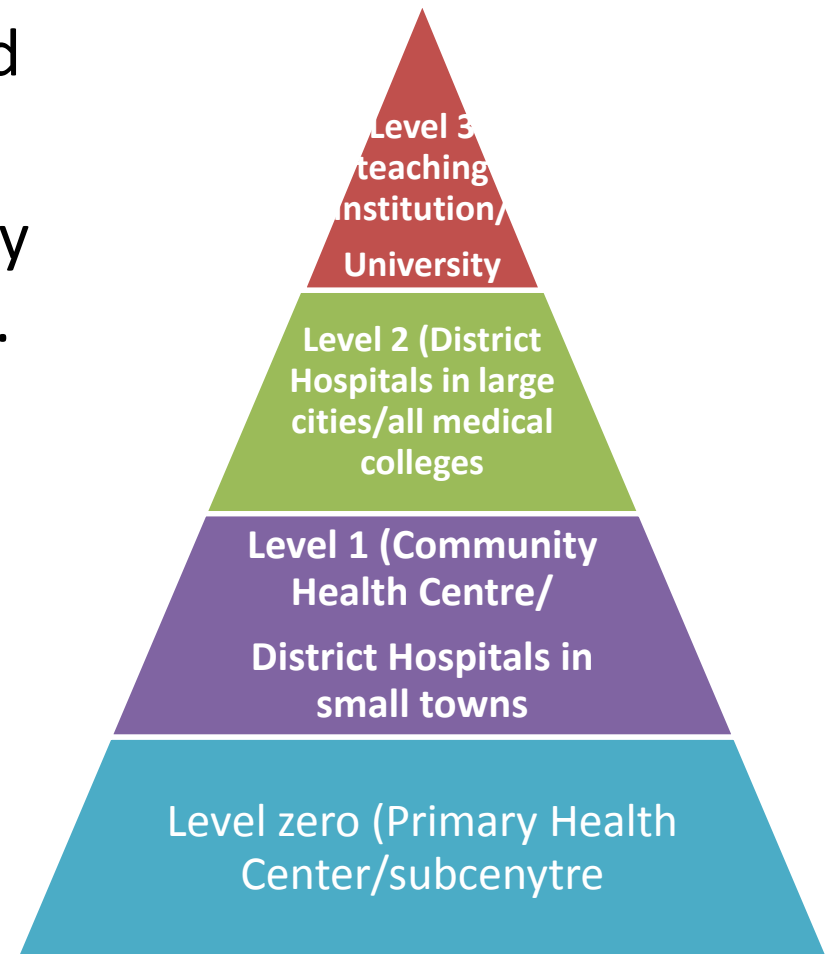 d
y
.
Level 3
teaching
institution/
University
Level 2 (District
Hospitals in large
cities/all medical
colleges
Level 1 (Community
Health Centre/
District Hospitals in
small towns
Level zero (Primary Health
Center/subcenytre